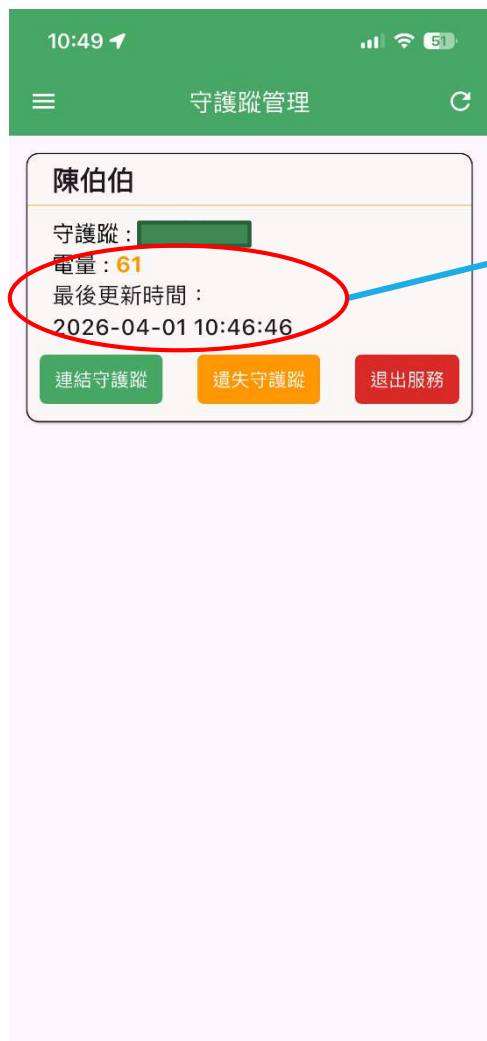 10:49
51
守護蹤管理
陳伯伯
守護蹤：
電量：61
最後更新時間：
2026-04-01 10:46:46
連結守護蹤
遺失守護蹤
退出服務